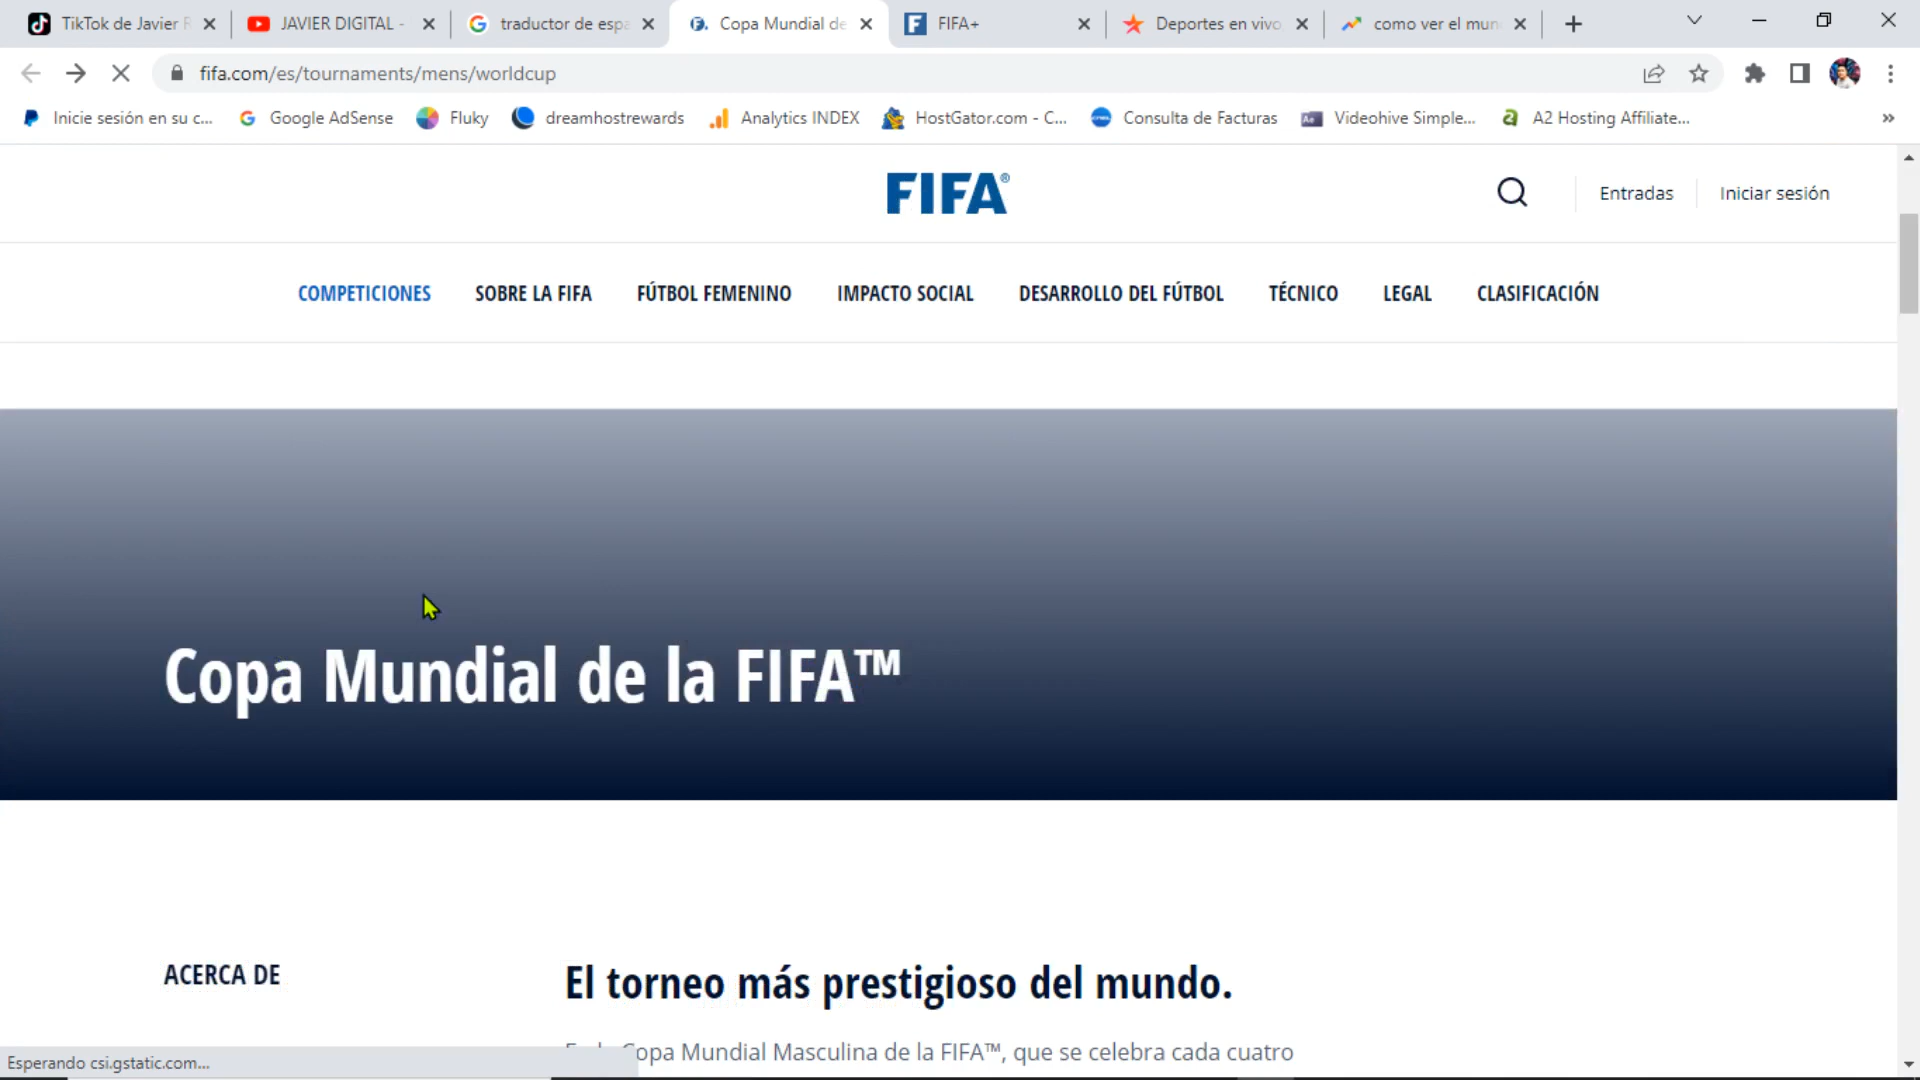 TikTok de Javier R
JAVIER DIGITAL -
traductor de espa
Copa Mundial de
FIFA+
Deportes en vivo
como ver el mun
fifa.com/es/tournaments/mens/worldcup
Inicie sesión en su c...
Google AdSense
Fluky
dreamhostrewards
Analytics INDEX
HostGator.com - C...
Consulta de Facturas
Videohive Simple...
A2 Hosting Affiliate...
FIFA®
Entradas
Iniciar sesión
COMPETICIONES
SOBRE LA FIFA
FÚTBOL FEMENINO
IMPACTO SOCIAL
DESARROLLO DEL FÚTBOL
TÉCNICO
LEGAL
CLASIFICACIÓN
Copa Mundial de la FIFA™
ACERCA DE
El torneo más prestigioso del mundo.
Copa Mundial Masculina de la FIFA™, que se celebra cada cuatro
Esperando csi.gstatic.com...